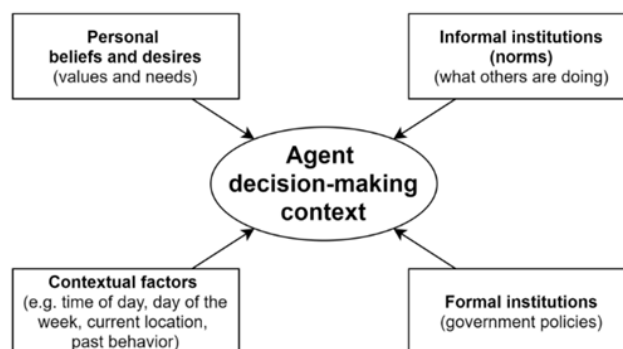 Personal
beliefs and desires
(values and needs)
Informal institutions
(norms)
(what others are doing)
Agent
decision-making
context
Contextual factors
(e.g. time of day, day of the
week, current location,
past behavior)
Formal institutions
(government policies)